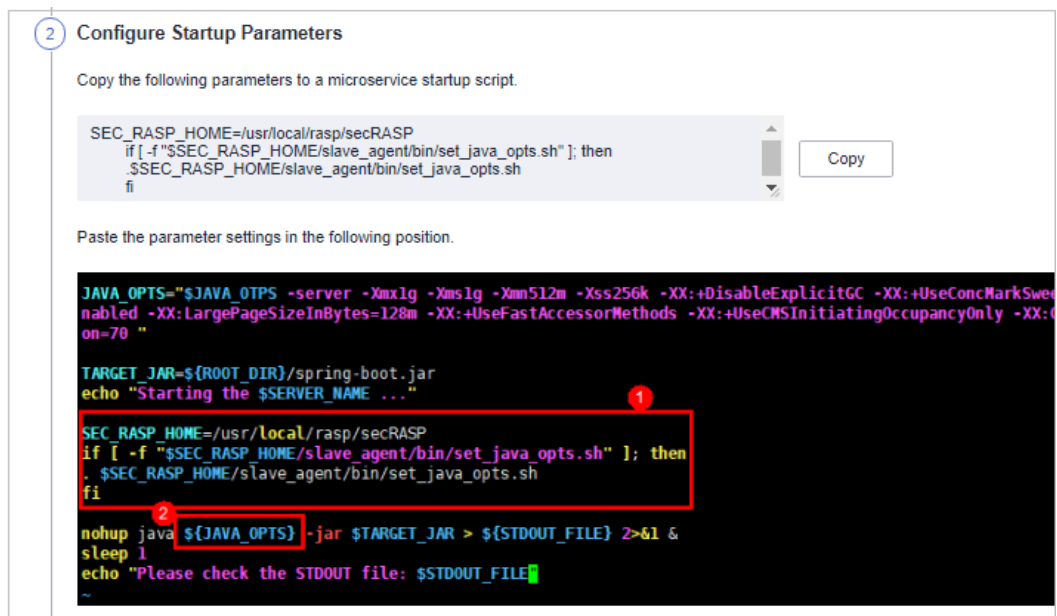 2
Configure Startup Parameters
Copy the following parameters to a microservice startup script.
SEC_RASP_HOME=/usr/local/rasp/secRASP
if [ -f "$SEC_RASP_HOME/slave_agent/bin/set_java_opts.sh" ]; then
.$SEC_RASP_HOME/slave_agent/bin/set_java_opts.sh
fi
Copy
Paste the parameter settings in the following position.
JAVA_OPTS="$JAVA_OTPS -server -Xmx1g -Xms1g -Xmn512m -Xss256k -XX:+DisableExplicitGC -XX:+UseConcMarkSwee
nabled -XX:LargePageSizeInBytes=128m -XX:+UseFastAccessorMethods -XX:+UseCMSInitiatingOccupancyOnly -XX:C
on=70 "
TARGET_JAR=${ROOT_DIR}/spring-boot.jar
echo "Starting the $SERVER_NAME ..."
1
SEC_RASP_HOME=/usr/local/rasp/secRASP
if [ -f "$SEC_RASP_HOME/slave_agent/bin/set_java_opts.sh" ]; then
. $SEC_RASP_HOME/slave_agent/bin/set_java_opts.sh
fi
2
nohup java ${JAVA_OPTS} -jar $TARGET_JAR > ${STDOUT_FILE} 2>&1 &
sleep 1
echo "Please check the STDOUT file: $STDOUT_FILE"
~